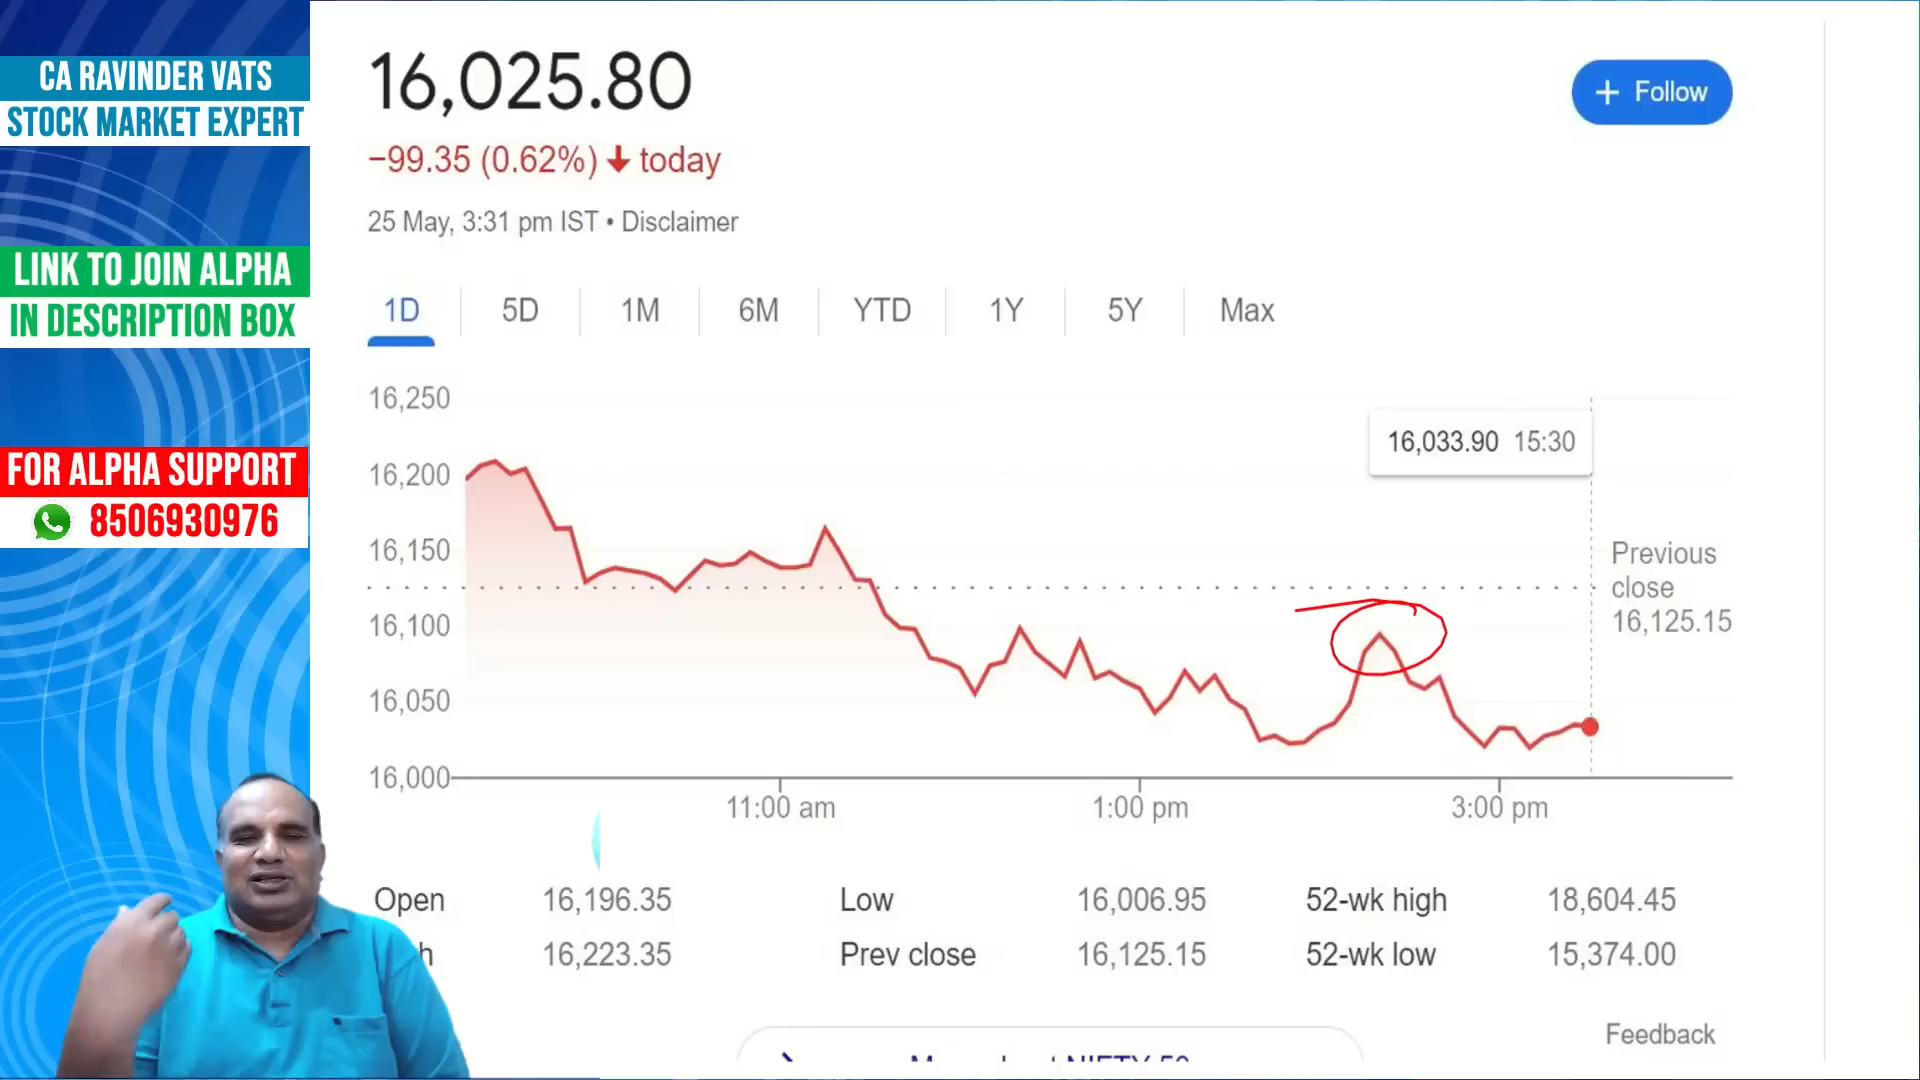 CA RAVINDER VATS
STOCK MARKET EXPERT
LINK TO JOIN ALPHA
IN DESCRIPTION BOX
FOR ALPHA SUPPORT
8506930976
16,025.80
+ Follow
−99.35 (0.62%) ↓ today
25 May, 3:31 pm IST • Disclaimer
1D 5D 1M 6M YTD 1Y 5Y Max
16,250
16,200
16,150
16,100
16,050
16,000
16,033.90 15:30
Previous
close
16,125.15
11:00 am 1:00 pm 3:00 pm
Open 16,196.35 Low 16,006.95 52-wk high 18,604.45
16,223.35 Prev close 16,125.15 52-wk low 15,374.00
Feedback
NIFTY 50